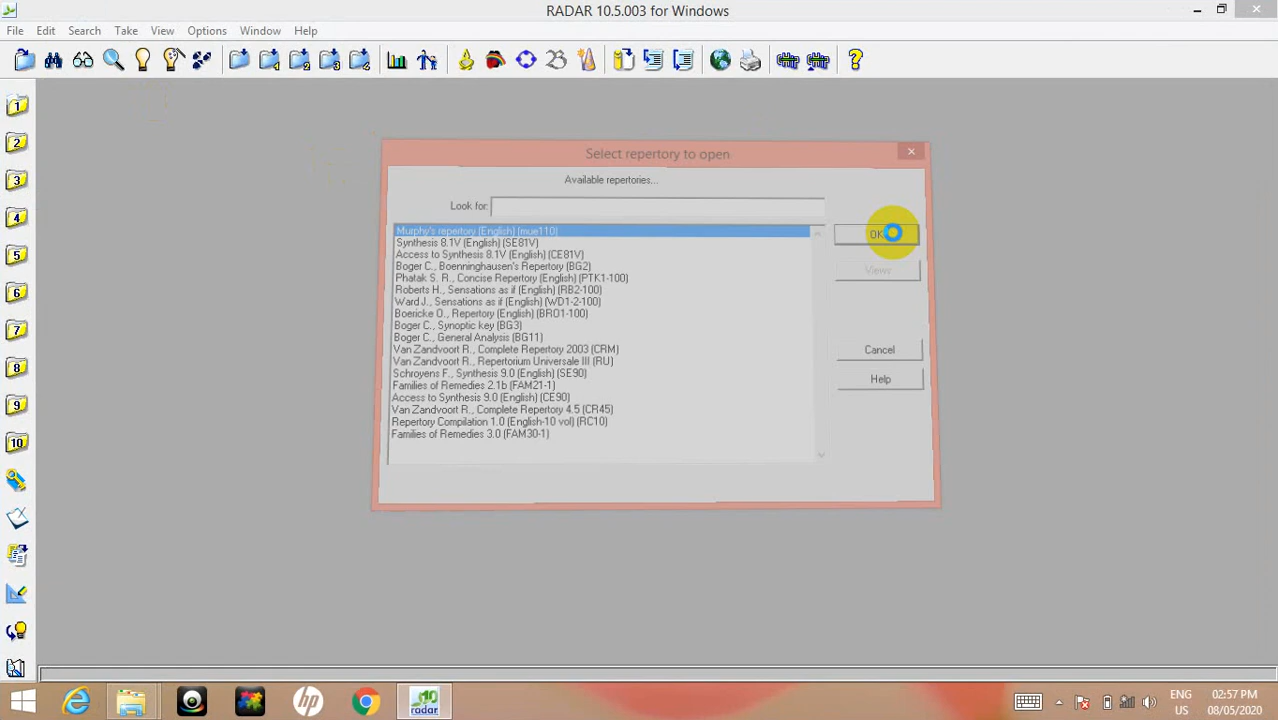 RADAR 10.5.003 for Windows
File Edit Search Take View Options Window Help
Select repertory to open
Available repertories...
Look for:
Murphy's repertory (English) (mue110)
Synthesis 8.1V (English) (SE81V)
Access to Synthesis 8.1V (English) (CE81V)
Boger C., Boenninghausen's Repertory (BG2)
Phatak S. R., Concise Repertory (English) (PTK1-100)
Roberts H., Sensations as if (English) (RB2-100)
Ward J., Sensations as if (English) (WD1-2-100)
Boericke O., Repertory (English) (BRO1-100)
Boger C., Synoptic key (BG3)
Boger C., General Analysis (BG11)
Van Zandvoort R., Complete Repertory 2003 (CRM)
Van Zandvoort R., Repertorium Universale III (RU)
Schroyens F., Synthesis 9.0 (English) (SE90)
Families of Remedies 2.1b (FAM21-1)
Access to Synthesis 9.0 (English) (CE90)
Van Zandvoort R., Complete Repertory 4.5 (CR45)
Repertory Compilation 1.0 (English-10 vol) (RC10)
Families of Remedies 3.0 (FAM30-1)
OK
Views
Cancel
Help
1
2
3
4
5
6
7
8
9
10
1
2
3
4
23
?
hp
10
radar
ENG
US
02:57 PM
08/05/2020